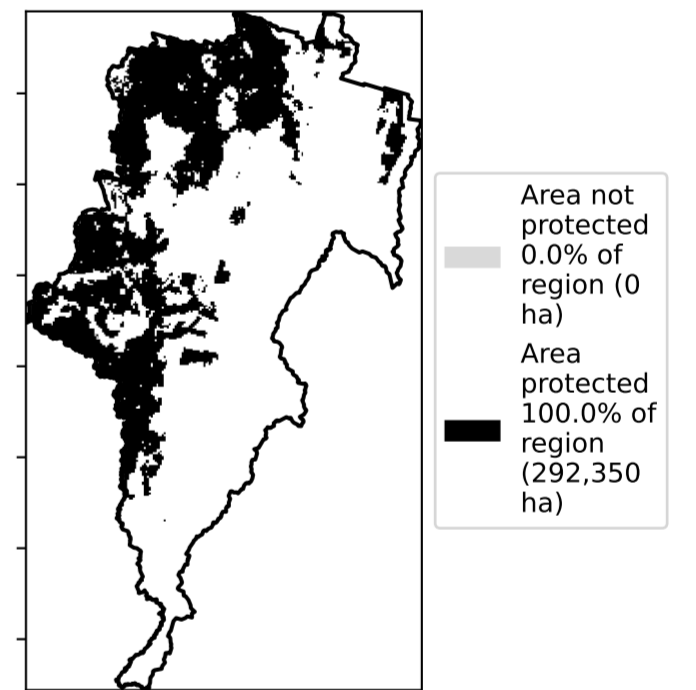 Area not
protected
0.0% of
region (0
ha)
Area
protected
100.0% of
region
(292,350
ha)